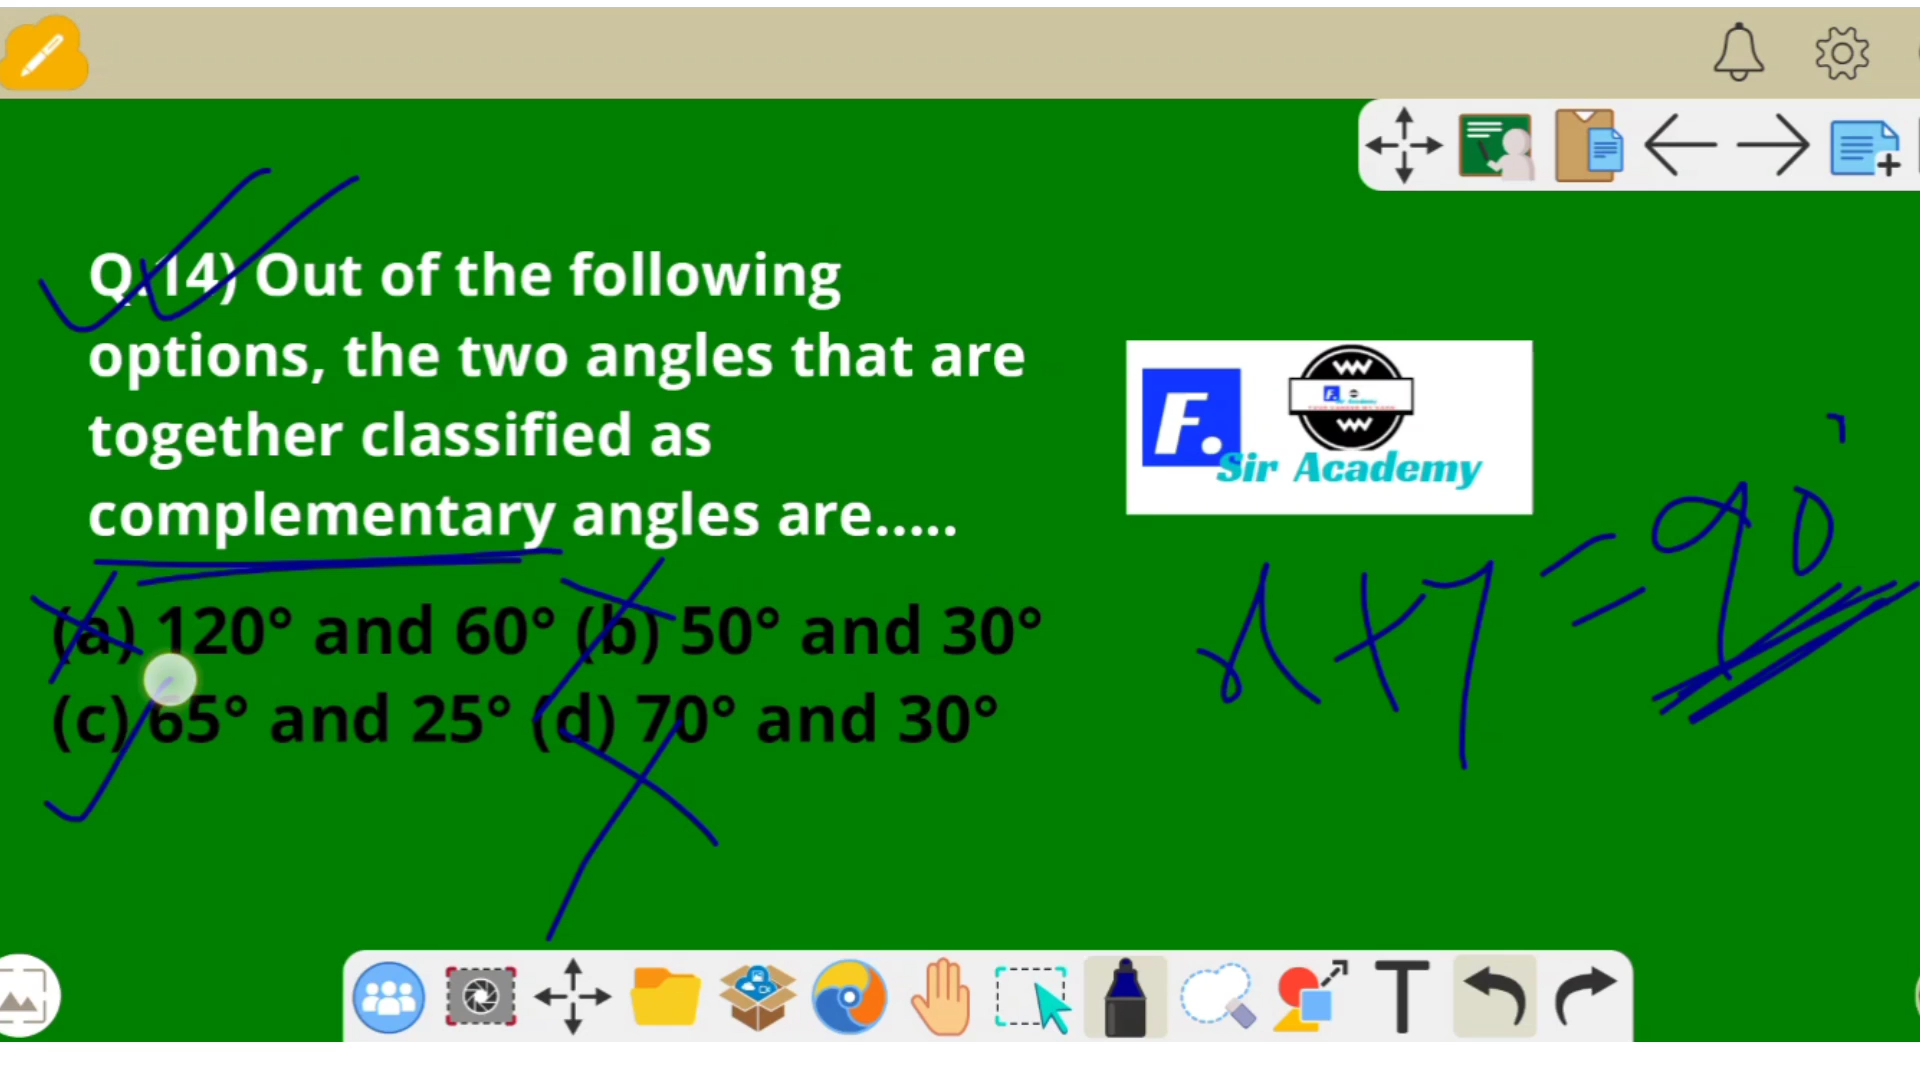 Q.14) Out of the following
options, the two angles that are
together classified as
complementary angles are.....
(a) 120° and 60° (b) 50° and 30°
(c) 65° and 25° (d) 70° and 30°
F.
Sir Academy
x+y = 90
T